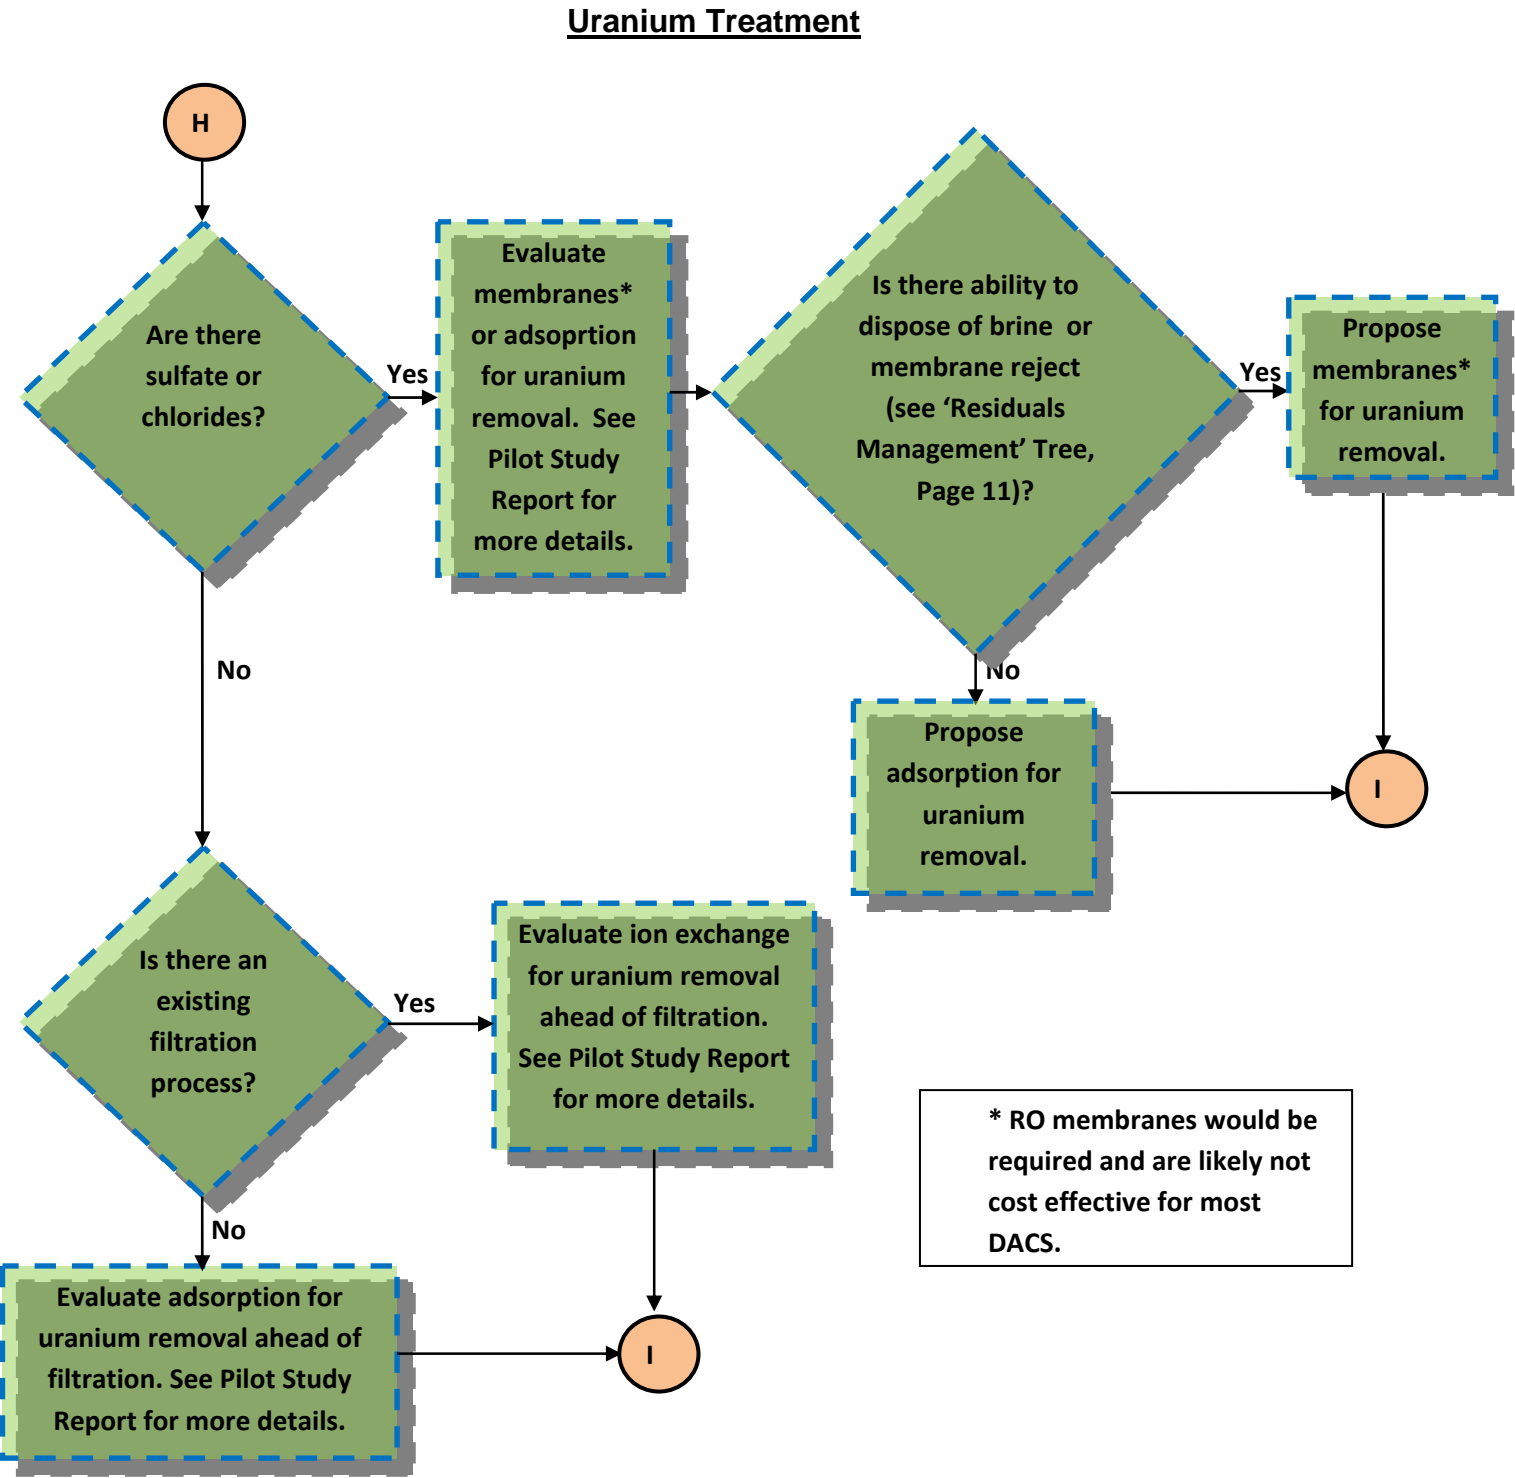 Uranium Treatment
H
Are there
sulfate or
chlorides?
Yes
Evaluate
membranes*
or adsoprtion
for uranium
removal.  See
Pilot Study
Report for
more details.
Is there ability to
dispose of brine  or
membrane reject
(see ‘Residuals
Management’ Tree,
Page 11)?
Yes
Propose
membranes*
for uranium
removal.
No
No
Propose
adsorption for
uranium
removal.
I
Is there an
existing
filtration
process?
Yes
Evaluate ion exchange
for uranium removal
ahead of filtration.
See Pilot Study Report
for more details.
* RO membranes would be
required and are likely not
cost effective for most
DACS.
No
Evaluate adsorption for
uranium removal ahead of
filtration. See Pilot Study
Report for more details.
I